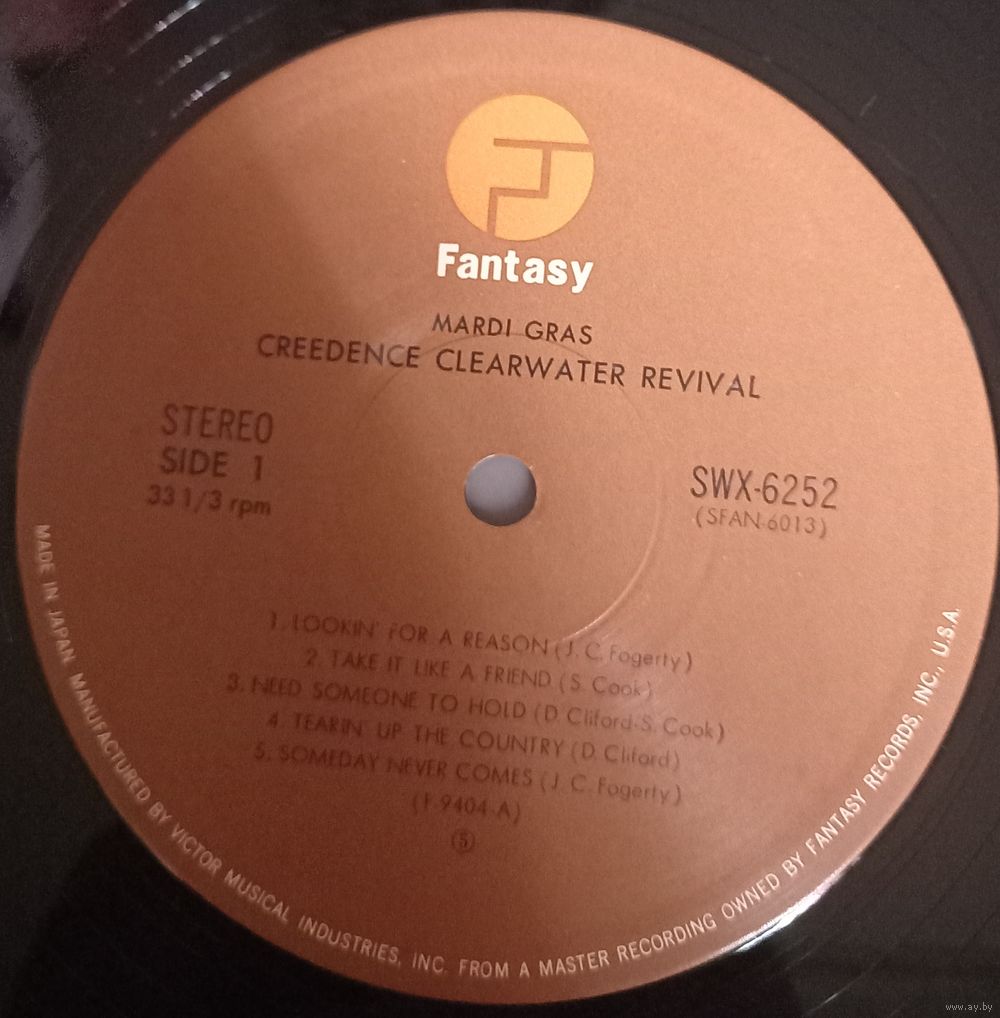 Fantasy
MARDI GRAS
CREEDENCE CLEARWATER REVIVAL
STEREO
SIDE 1
33 1/3 rpm
SWX-6252
(SFAN-6013)
1. LOOKIN' FOR A REASON (J. C. Fogerty)
2. TAKE IT LIKE A FRIEND (S. Cook)
3. NEED SOMEONE TO HOLD (D. Cliford-S. Cook)
4. TEARIN' UP THE COUNTRY (D. Cliford)
5. SOMEDAY NEVER COMES (J. C. Fogerty)
(F-9404-A)
5
MADE IN JAPAN MANUFACTURED BY VICTOR MUSICAL INDUSTRIES, INC. FROM A MASTER RECORDING OWNED BY FANTASY RECORDS, INC., U.S.A.
www.ay.by